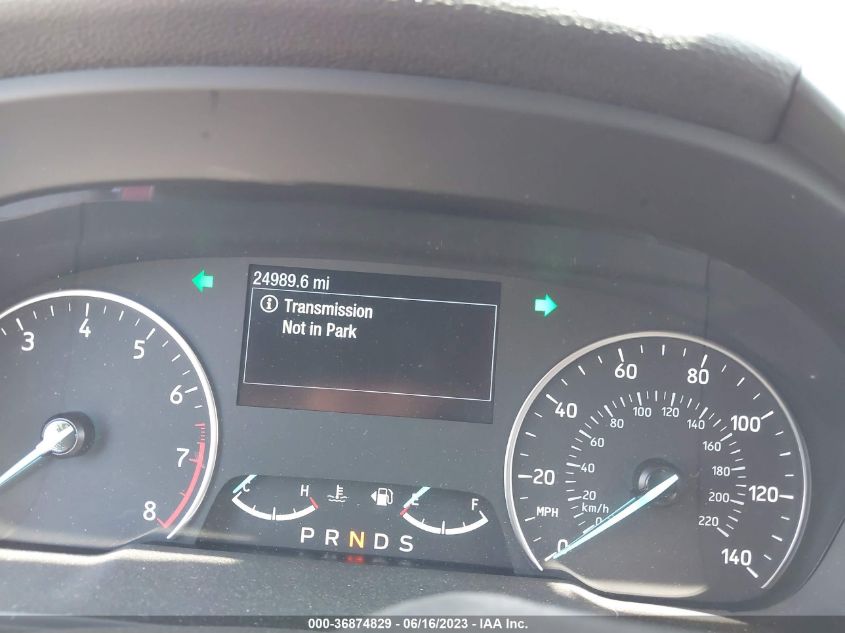 24989.6 mi
Transmission
Not in Park
3 4 5 6 7 8
C H
E F
P R N D S
0 20 40 60 80 100 120 140
MPH
0 20 40 60 80 100 120 140 160 180 200 220
km/h
000-36874829 - 06/16/2023 - IAA Inc.